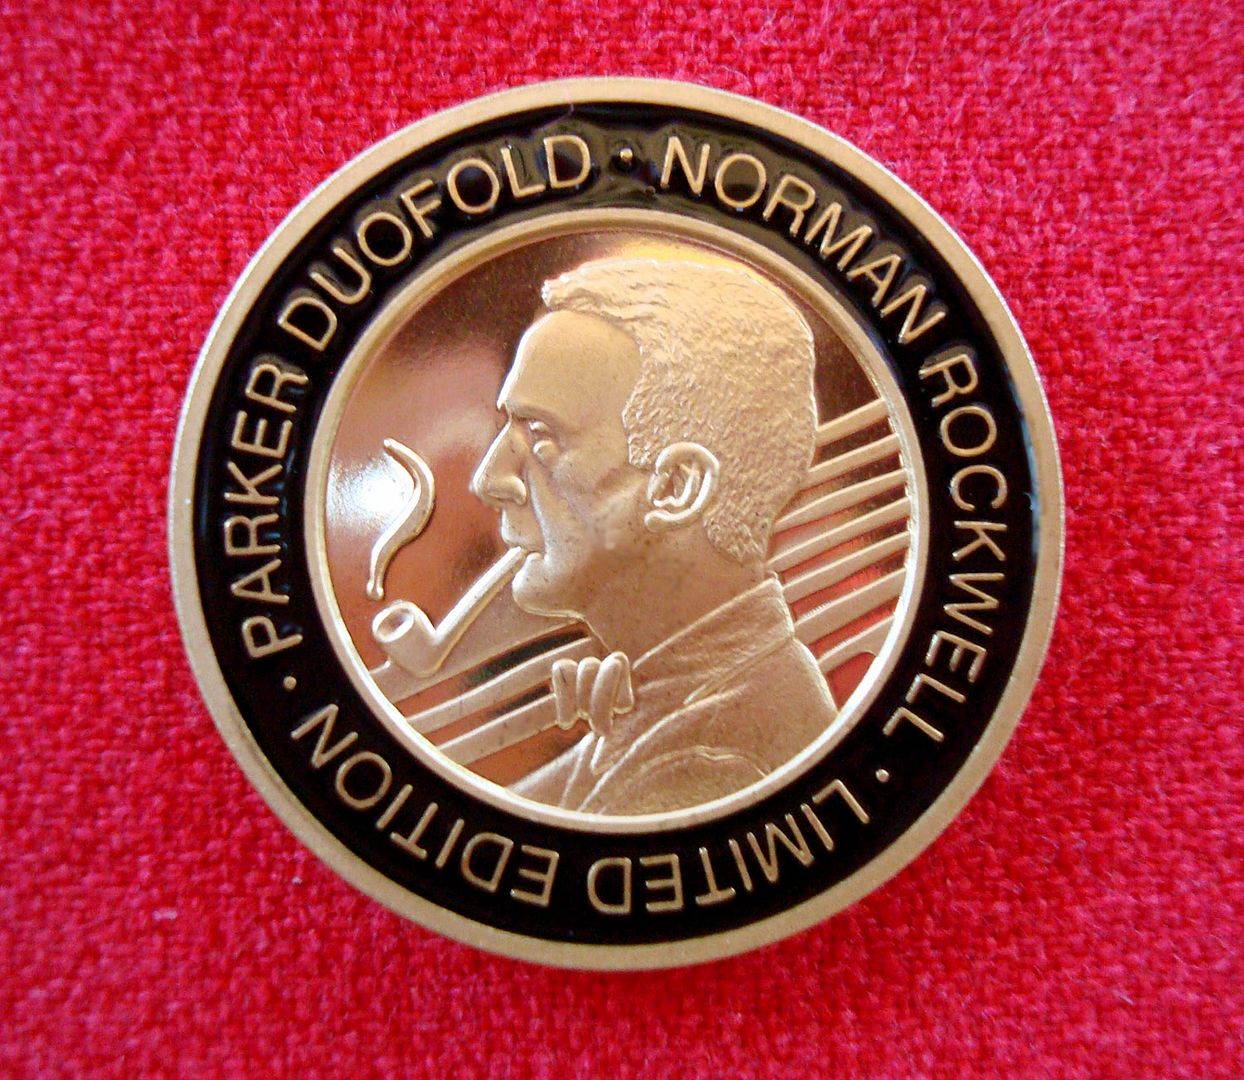 PARKER DUOFOLD · NORMAN ROCKWELL · LIMITED EDITION ·